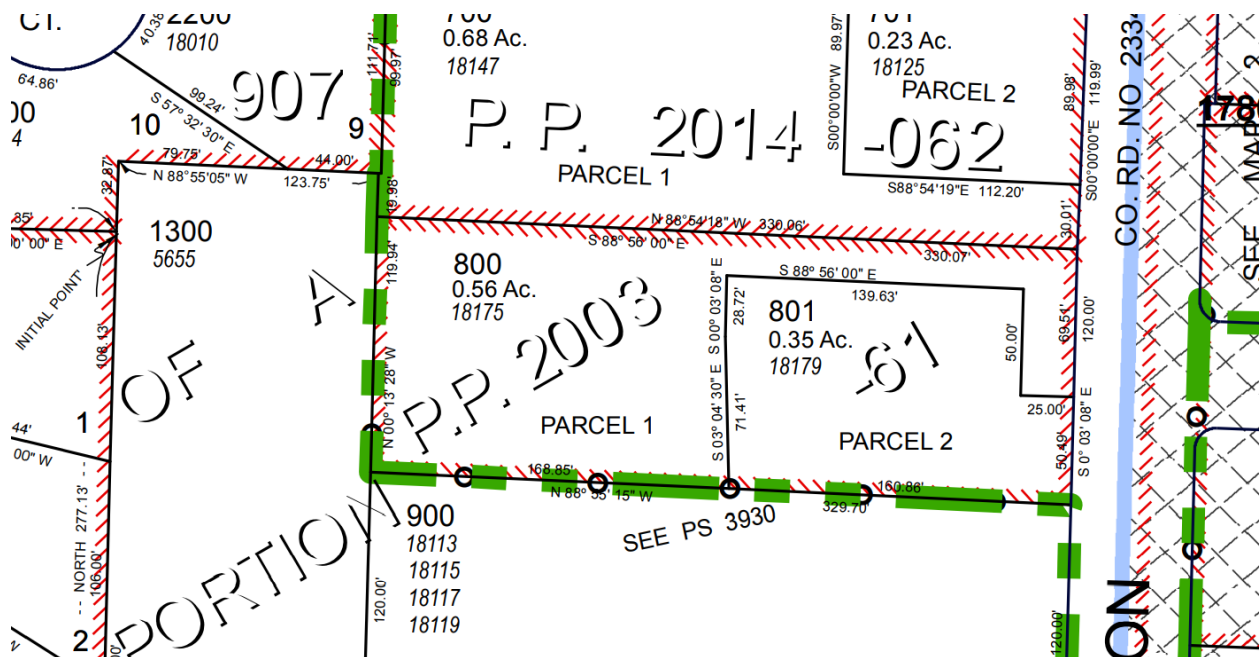 CT.
2200
18010
40.38
64.86'
99.24'
S 57° 32' 30" E
907
10
9
79.75'
44.00'
N 88°55'05" W
123.75'
32.87'
111.71'
99.97'
19.98'
119.94'
0.68 Ac.
18147
P. P. 2014
-062
PARCEL 1
89.97'
S00°00'00"W
0.23 Ac.
18125
PARCEL 2
S88°54'19"E 112.20'
89.98'
119.99'
S00°00'00"E
30.01'
CO. RD. NO 233
178
SEE MAP 2
85'
0' 00" E
1300
5655
INITIAL POINT
108.13'
N 88°54'18" W 330.06'
S 88° 56' 00" E
330.07'
800
0.56 Ac.
18175
P.P. 2003
-61
S 88° 56' 00" E
139.63'
801
0.35 Ac.
18179
28.72'
S 00° 03' 08" E
71.41'
S 03° 04' 30" E
50.00'
25.00'
69.51'
120.00'
50.49'
S 0° 03' 08" E
N 00° 13' 28" W
PARCEL 1
PARCEL 2
A
OF
PORTION
1
44'
00" W
168.85'
N 88° 55' 15" W
160.86'
329.70'
SEE PS 3930
900
18113
18115
18117
18119
120.00'
120.00'
-- NORTH 277.13' --
106.00'
2
ON